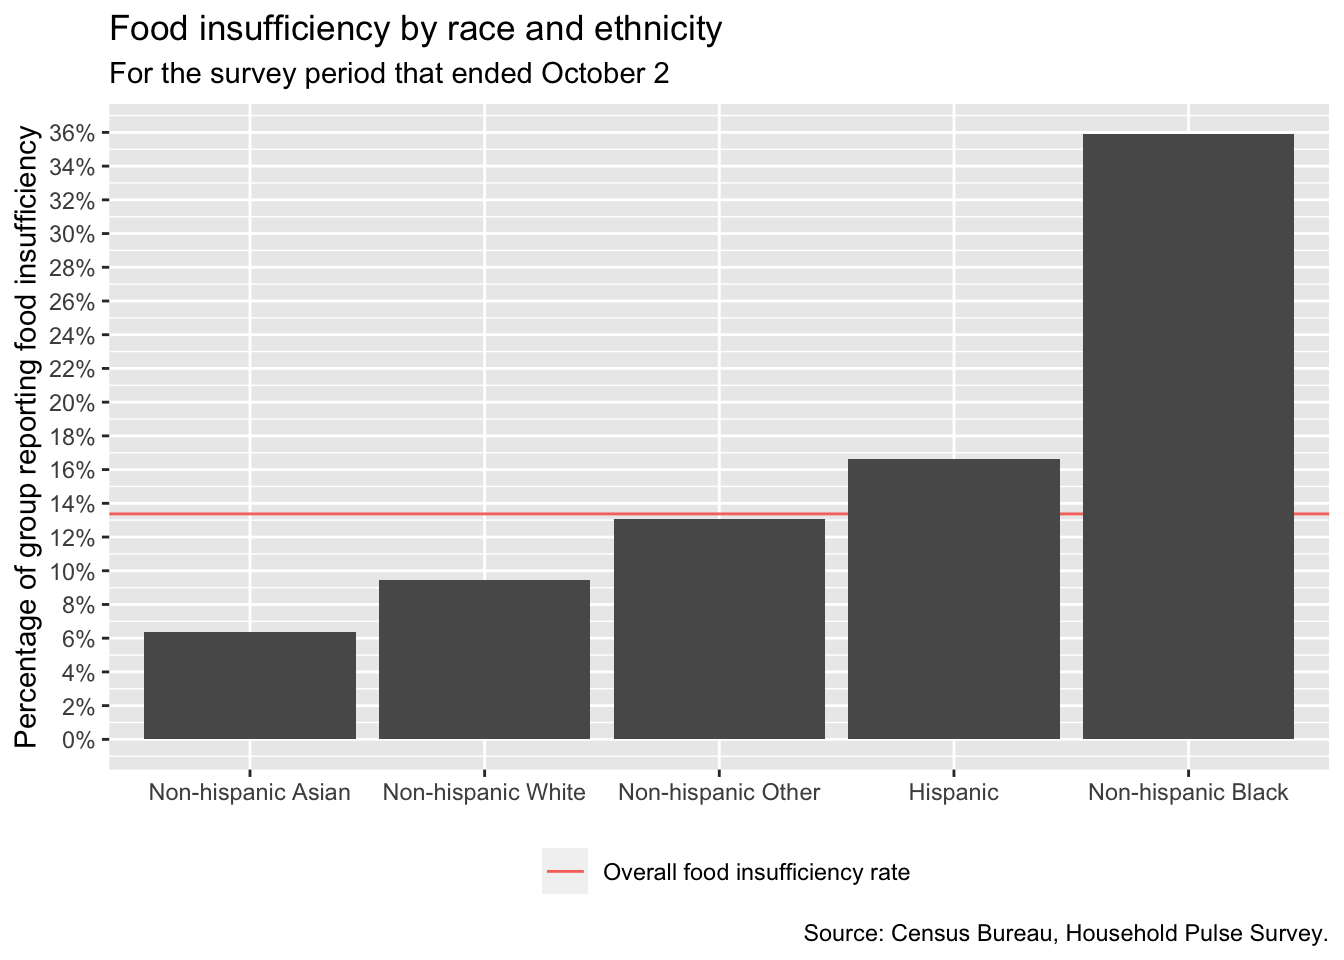 Food insufficiency by race and ethnicity
For the survey period that ended October 2
Percentage of group reporting food insufficiency
36%
34%
32%
30%
28%
26%
24%
22%
20%
18%
16%
14%
12%
10%
8%
6%
4%
2%
0%
Non-hispanic Asian
Non-hispanic White
Non-hispanic Other
Hispanic
Non-hispanic Black
Overall food insufficiency rate
Source: Census Bureau, Household Pulse Survey.